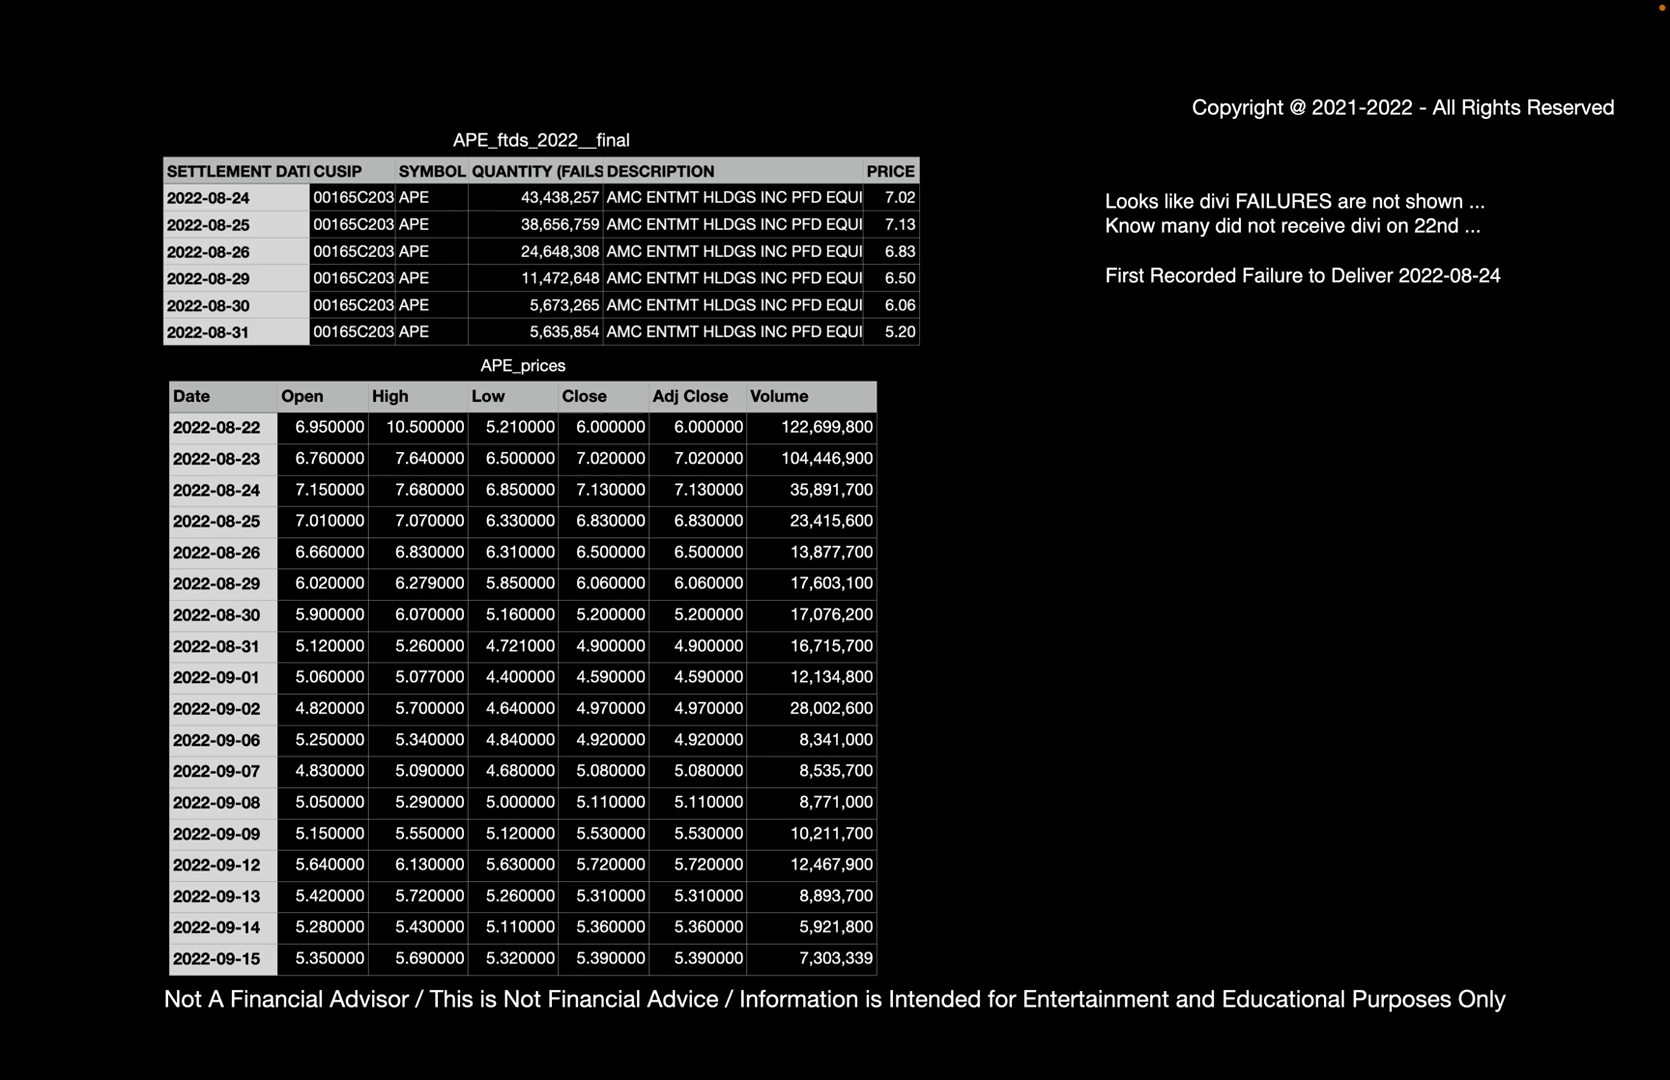 Copyright @ 2021-2022 - All Rights Reserved
APE_ftds_2022__final
SETTLEMENT DATI CUSIP SYMBOL QUANTITY (FAILS DESCRIPTION PRICE
2022-08-24 00165C203 APE 43,438,257 AMC ENTMT HLDGS INC PFD EQUI 7.02
2022-08-25 00165C203 APE 38,656,759 AMC ENTMT HLDGS INC PFD EQUI 7.13
2022-08-26 00165C203 APE 24,648,308 AMC ENTMT HLDGS INC PFD EQUI 6.83
2022-08-29 00165C203 APE 11,472,648 AMC ENTMT HLDGS INC PFD EQUI 6.50
2022-08-30 00165C203 APE 5,673,265 AMC ENTMT HLDGS INC PFD EQUI 6.06
2022-08-31 00165C203 APE 5,635,854 AMC ENTMT HLDGS INC PFD EQUI 5.20
Looks like divi FAILURES are not shown ...
Know many did not receive divi on 22nd ...
First Recorded Failure to Deliver 2022-08-24
APE_prices
Date Open High Low Close Adj Close Volume
2022-08-22 6.950000 10.500000 5.210000 6.000000 6.000000 122,699,800
2022-08-23 6.760000 7.640000 6.500000 7.020000 7.020000 104,446,900
2022-08-24 7.150000 7.680000 6.850000 7.130000 7.130000 35,891,700
2022-08-25 7.010000 7.070000 6.330000 6.830000 6.830000 23,415,600
2022-08-26 6.660000 6.830000 6.310000 6.500000 6.500000 13,877,700
2022-08-29 6.020000 6.279000 5.850000 6.060000 6.060000 17,603,100
2022-08-30 5.900000 6.070000 5.160000 5.200000 5.200000 17,076,200
2022-08-31 5.120000 5.260000 4.721000 4.900000 4.900000 16,715,700
2022-09-01 5.060000 5.077000 4.400000 4.590000 4.590000 12,134,800
2022-09-02 4.820000 5.700000 4.640000 4.970000 4.970000 28,002,600
2022-09-06 5.250000 5.340000 4.840000 4.920000 4.920000 8,341,000
2022-09-07 4.830000 5.090000 4.680000 5.080000 5.080000 8,535,700
2022-09-08 5.050000 5.290000 5.000000 5.110000 5.110000 8,771,000
2022-09-09 5.150000 5.550000 5.120000 5.530000 5.530000 10,211,700
2022-09-12 5.640000 6.130000 5.630000 5.720000 5.720000 12,467,900
2022-09-13 5.420000 5.720000 5.260000 5.310000 5.310000 8,893,700
2022-09-14 5.280000 5.430000 5.110000 5.360000 5.360000 5,921,800
2022-09-15 5.350000 5.690000 5.320000 5.390000 5.390000 7,303,339
Not A Financial Advisor / This is Not Financial Advice / Information is Intended for Entertainment and Educational Purposes Only